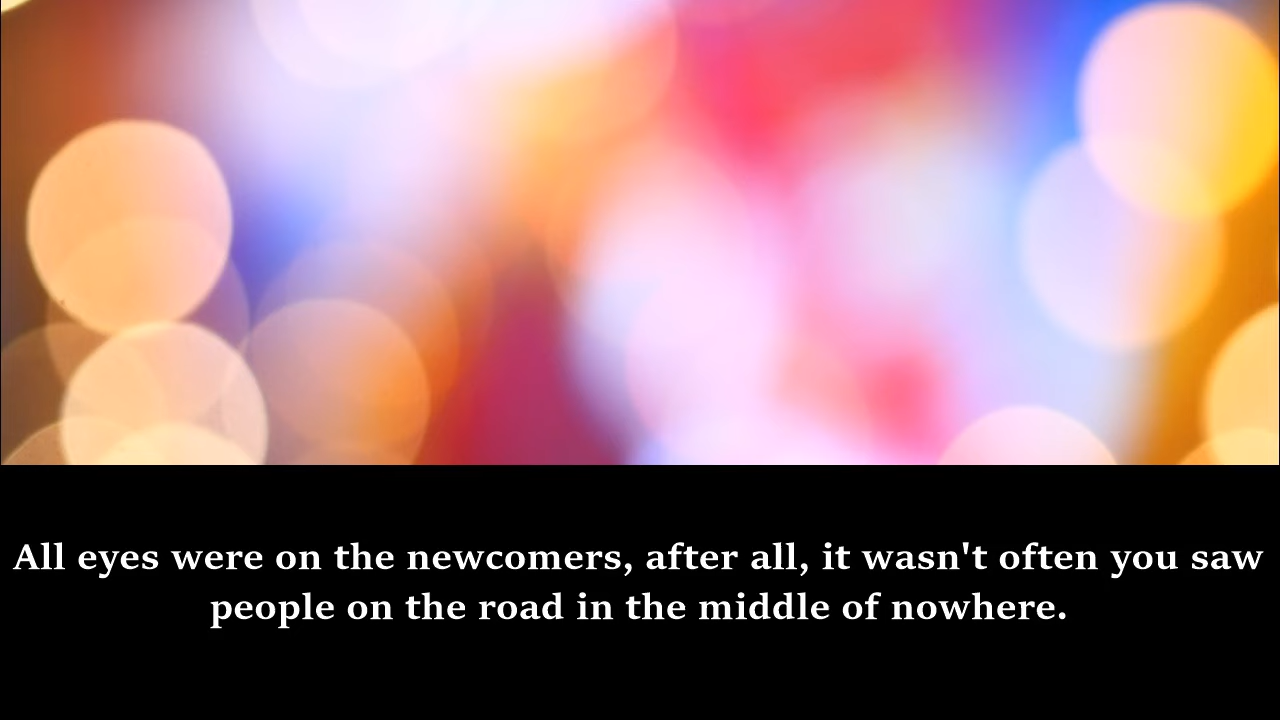 All eyes were on the newcomers, after all, it wasn't often you saw
people on the road in the middle of nowhere.